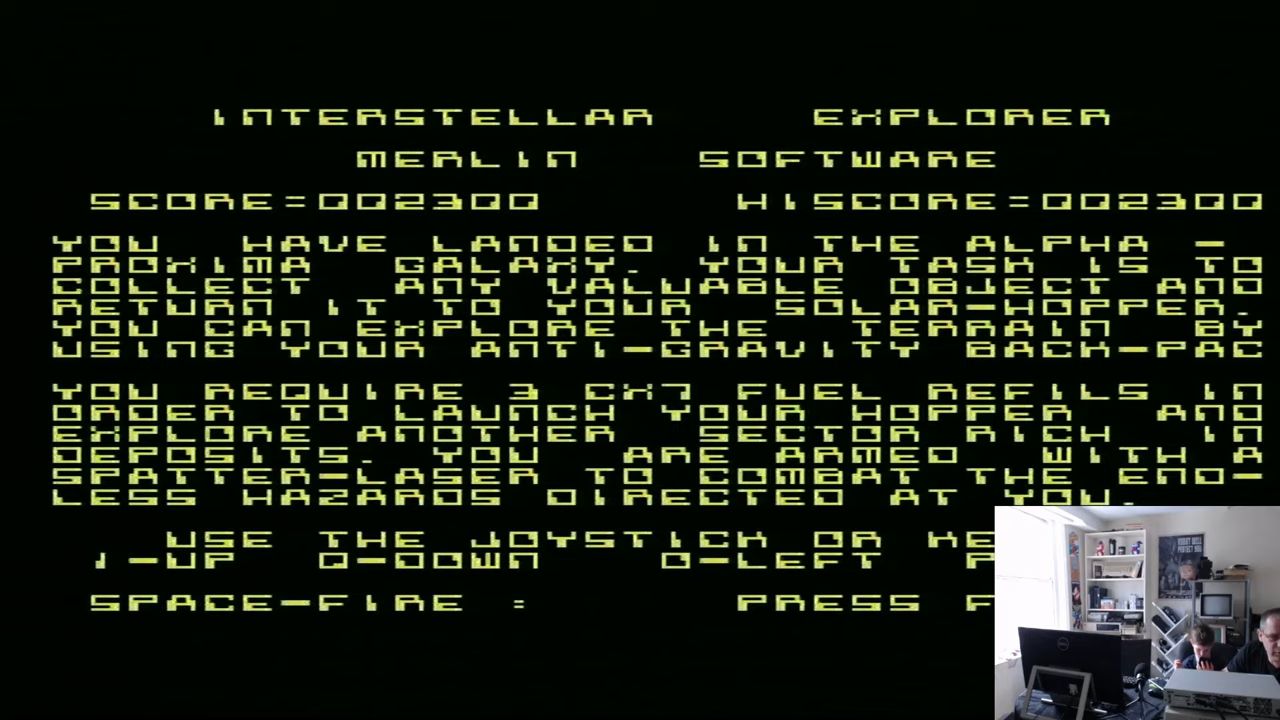 INTERSTELLAR EXPLORER
MERLIN SOFTWARE
SCORE=002300 HISCORE=002300
YOU HAVE LANDED IN THE ALPHA -
PROXIMA GALAXY. YOUR TASK IS TO
COLLECT ANY VALUABLE OBJECT AND
RETURN IT TO YOUR SOLAR-HOPPER.
YOU CAN EXPLORE THE TERRAIN BY
USING YOUR ANTI-GRAVITY BACK-PAC
YOU REQUIRE 3 CX7 FUEL REFILS IN
ORDER TO LAUNCH YOUR HOPPER AND
EXPLORE ANOTHER SECTOR RICH IN
DEPOSITS. YOU ARE ARMED WITH A
SPATTER-LASER TO COMBAT THE END-
LESS HAZARDS DIRECTED AT YOU.
USE THE JOYSTICK OR KE
1-UP Q-DOWN O-LEFT P
SPACE-FIRE : PRESS F